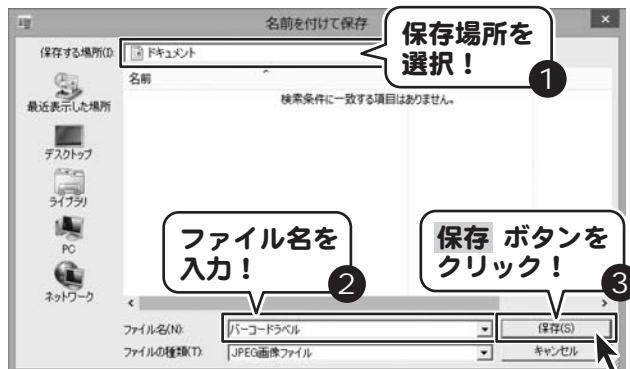 名前を付けて保存
保存する場所(I):
ドキュメント
保存場所を
選択！
1
名前
検索条件に一致する項目はありません。
最近表示した場所
デスクトップ
ライブラリ
PC
ネットワーク
ファイル名を
入力！
2
保存 ボタンを
クリック！
3
ファイル名(N):
バーコードラベル
保存(S)
ファイルの種類(T):
JPEG画像ファイル
キャンセル